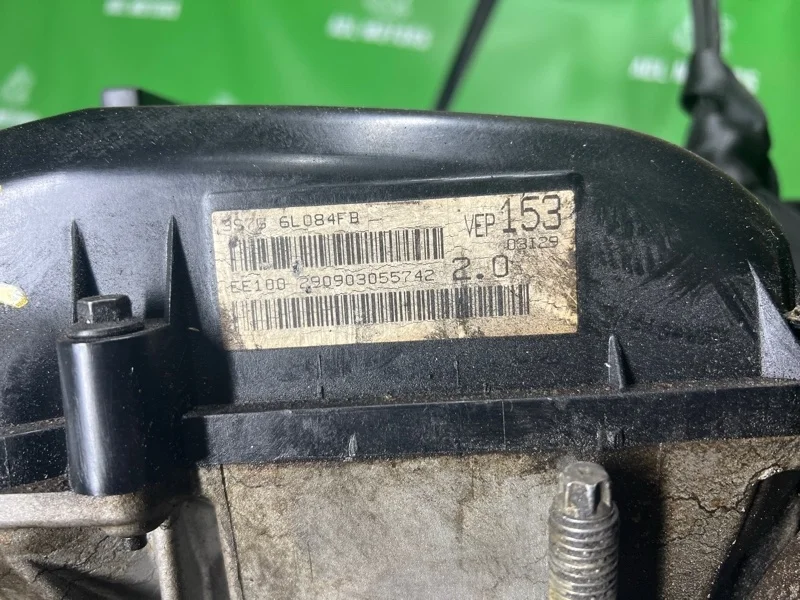 6L084FB -
VEP 153
03129
EE100 290903055742 2.0